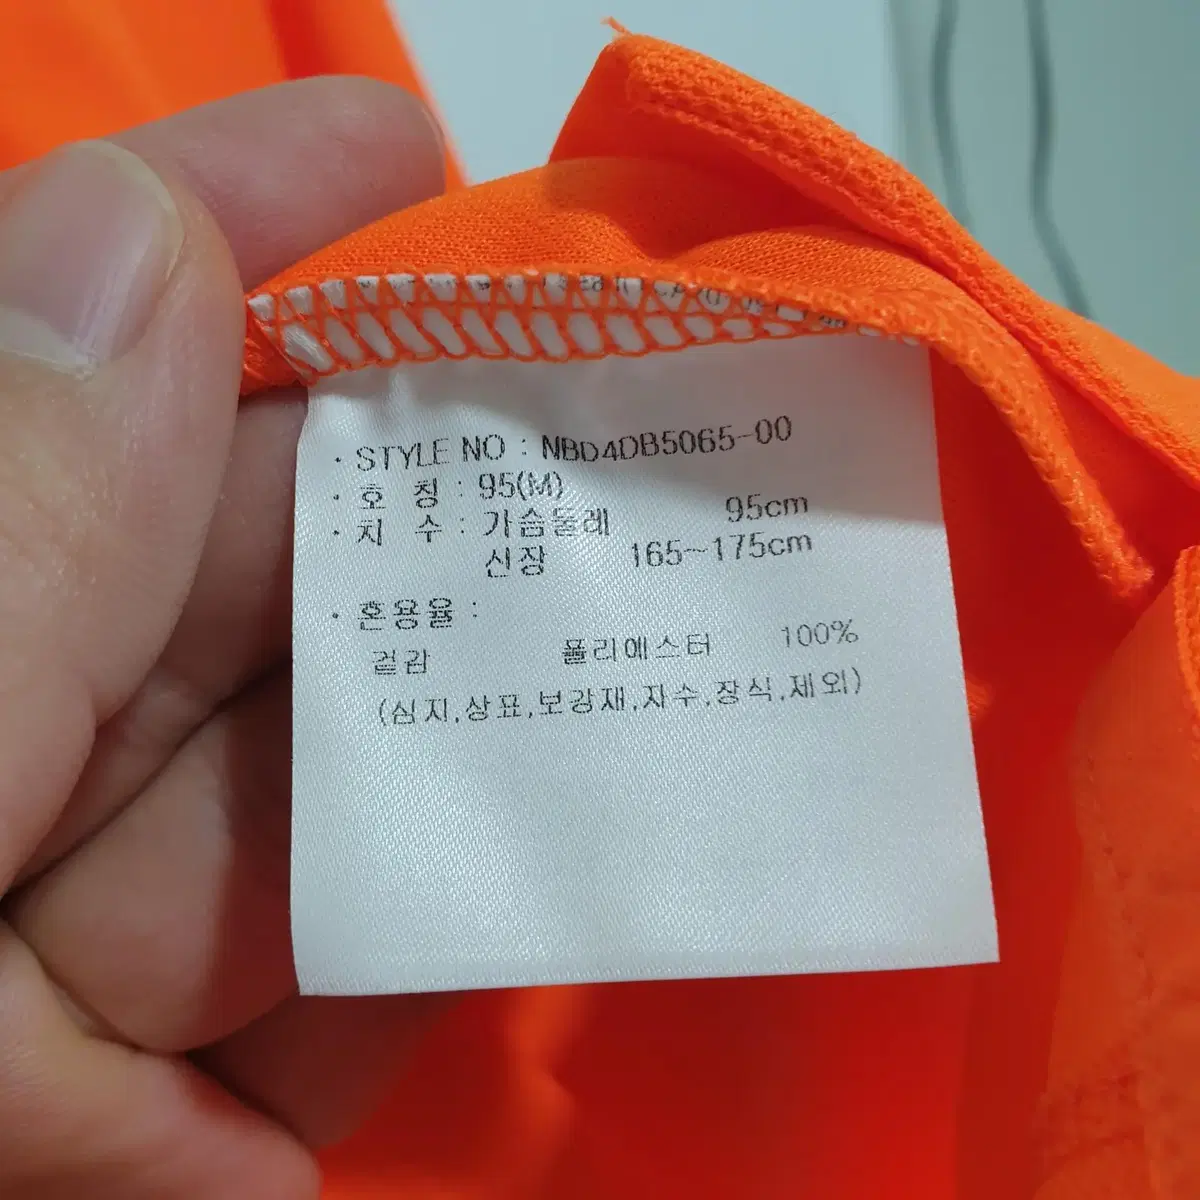 · STYLE NO : NBD4DB5065-00
· 호 칭 : 95(M)
· 치 수 : 가슴둘레 95cm
신장 165~175cm
· 혼용율 :
겉감 폴리에스터 100%
(심지,상표,보강재,자수,장식,제외)